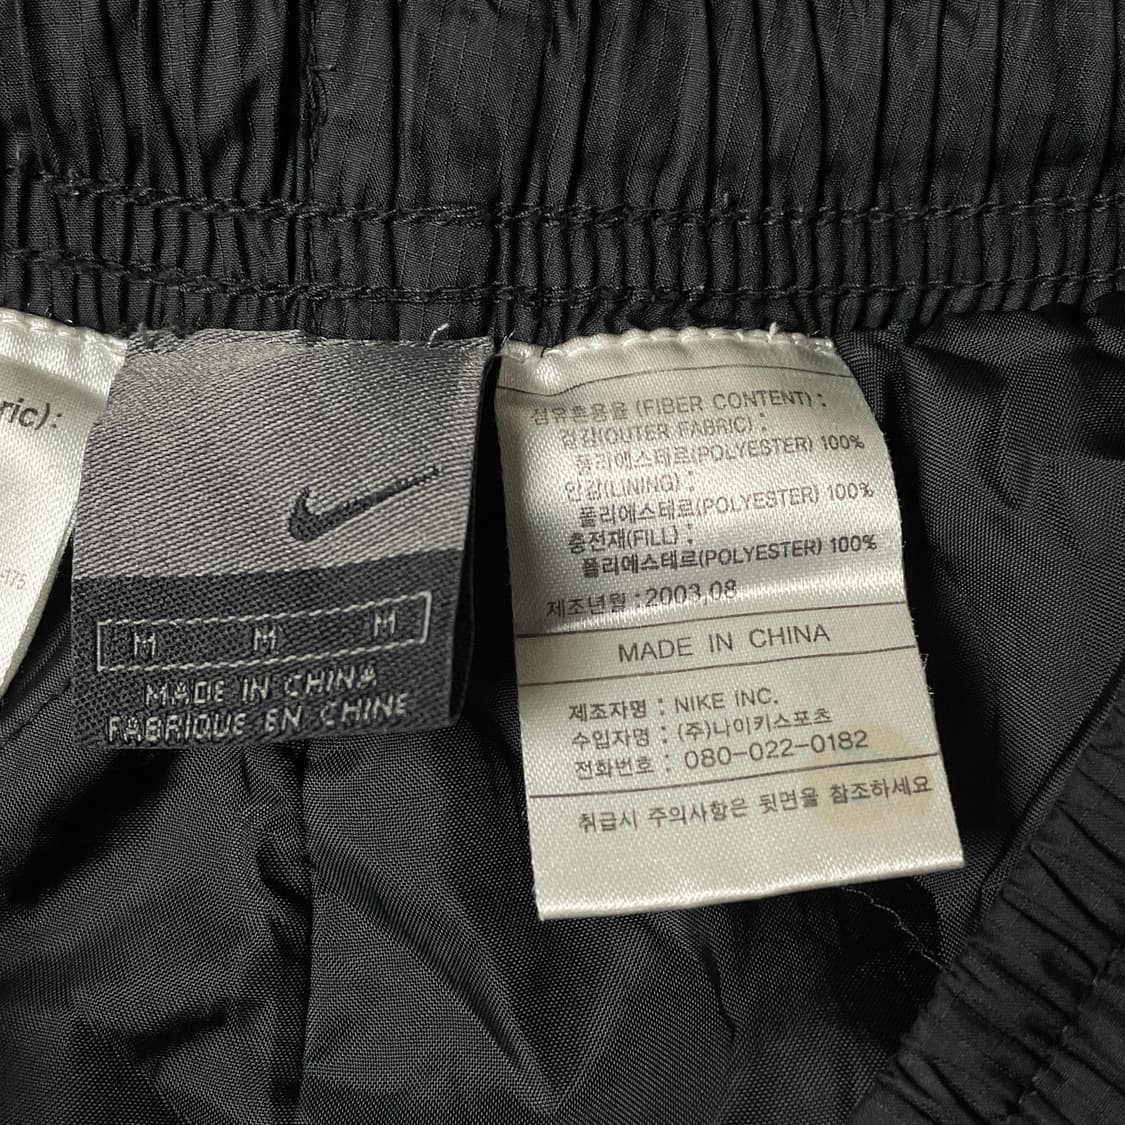 ric):
-175
M M M
MADE IN CHINA
FABRIQUE EN CHINE
섬유혼용율 (FIBER CONTENT) :
겉감(OUTER FABRIC) :
폴리에스테르(POLYESTER) 100%
안감(LINING) :
폴리에스테르(POLYESTER) 100%
충전재(FILL) :
폴리에스테르(POLYESTER) 100%
제조년월 : 2003,08
MADE IN CHINA
제조자명 : NIKE INC.
수입자명 : (주)나이키스포츠
전화번호 : 080-022-0182
취급시 주의사항은 뒷면을 참조하세요